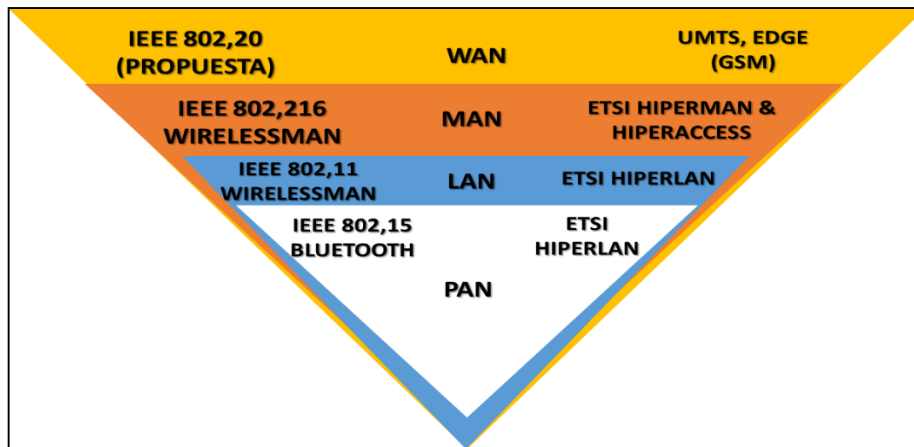 IEEE 802,20
(PROPUESTA)
WAN
UMTS, EDGE
(GSM)
IEEE 802,216
WIRELESSMAN
MAN
ETSI HIPERMAN &
HIPERACCESS
IEEE 802,11
WIRELESSMAN
LAN
ETSI HIPERLAN
IEEE 802,15
BLUETOOTH
ETSI
HIPERLAN
PAN